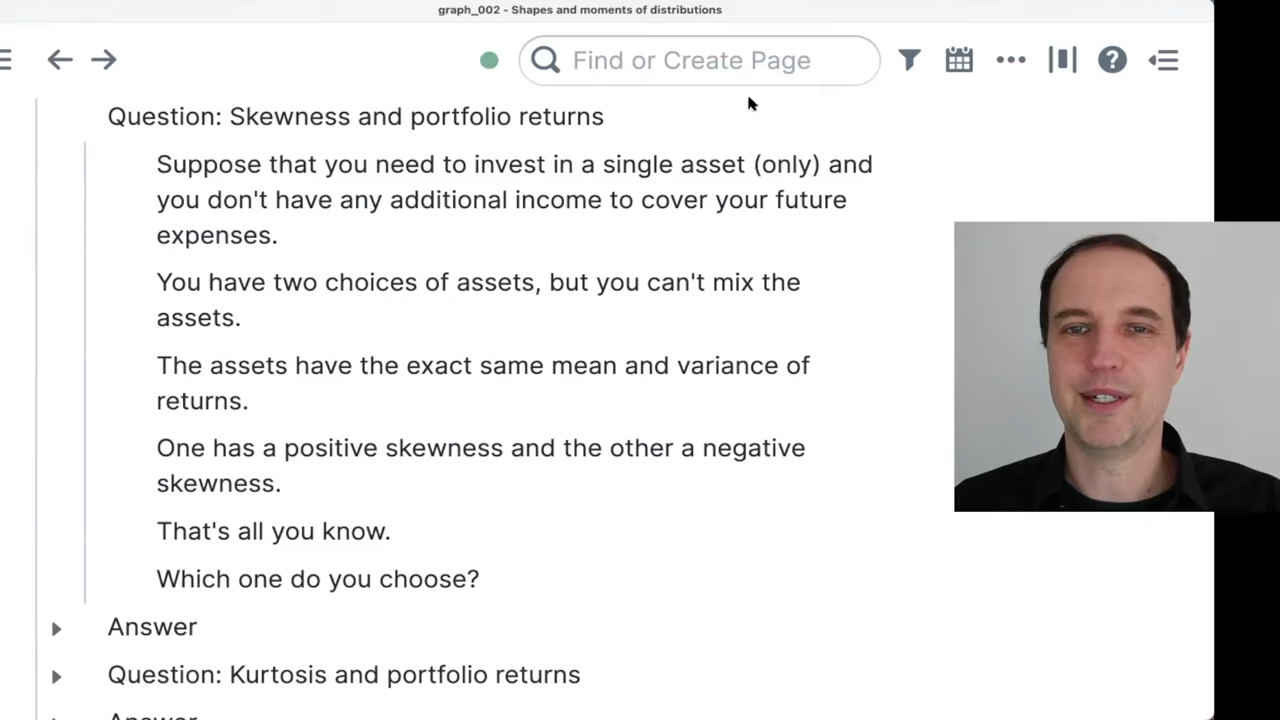 graph_002 - Shapes and moments of distributions
Find or Create Page
Question: Skewness and portfolio returns
Suppose that you need to invest in a single asset (only) and
you don't have any additional income to cover your future
expenses.
You have two choices of assets, but you can't mix the
assets.
The assets have the exact same mean and variance of
returns.
One has a positive skewness and the other a negative
skewness.
That's all you know.
Which one do you choose?
Answer
Question: Kurtosis and portfolio returns
Answer